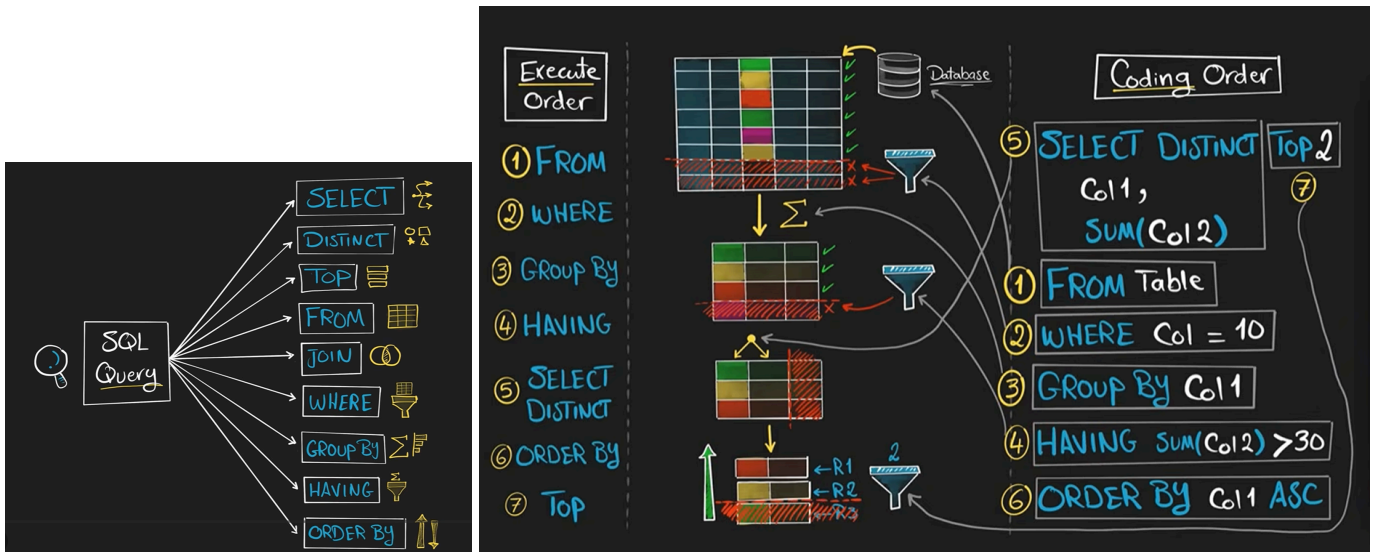 SQL
Query
SELECT
DISTINCT
TOP
FROM
JOIN
WHERE
GROUP BY
Σ
HAVING
Σ
ORDER BY
Execute
Order
① FROM
② WHERE
③ GROUP BY
④ HAVING
⑤ SELECT
DISTINCT
⑥ ORDER BY
⑦ TOP
Database
Σ
←R1
←R2
←R3
2
Coding Order
⑤ SELECT DISTINCT TOP 2
Col1,
⑦
SUM(Col2)
① FROM Table
② WHERE Col = 10
③ GROUP BY Col1
④ HAVING SUM(Col2) >30
⑥ ORDER BY Col1 ASC